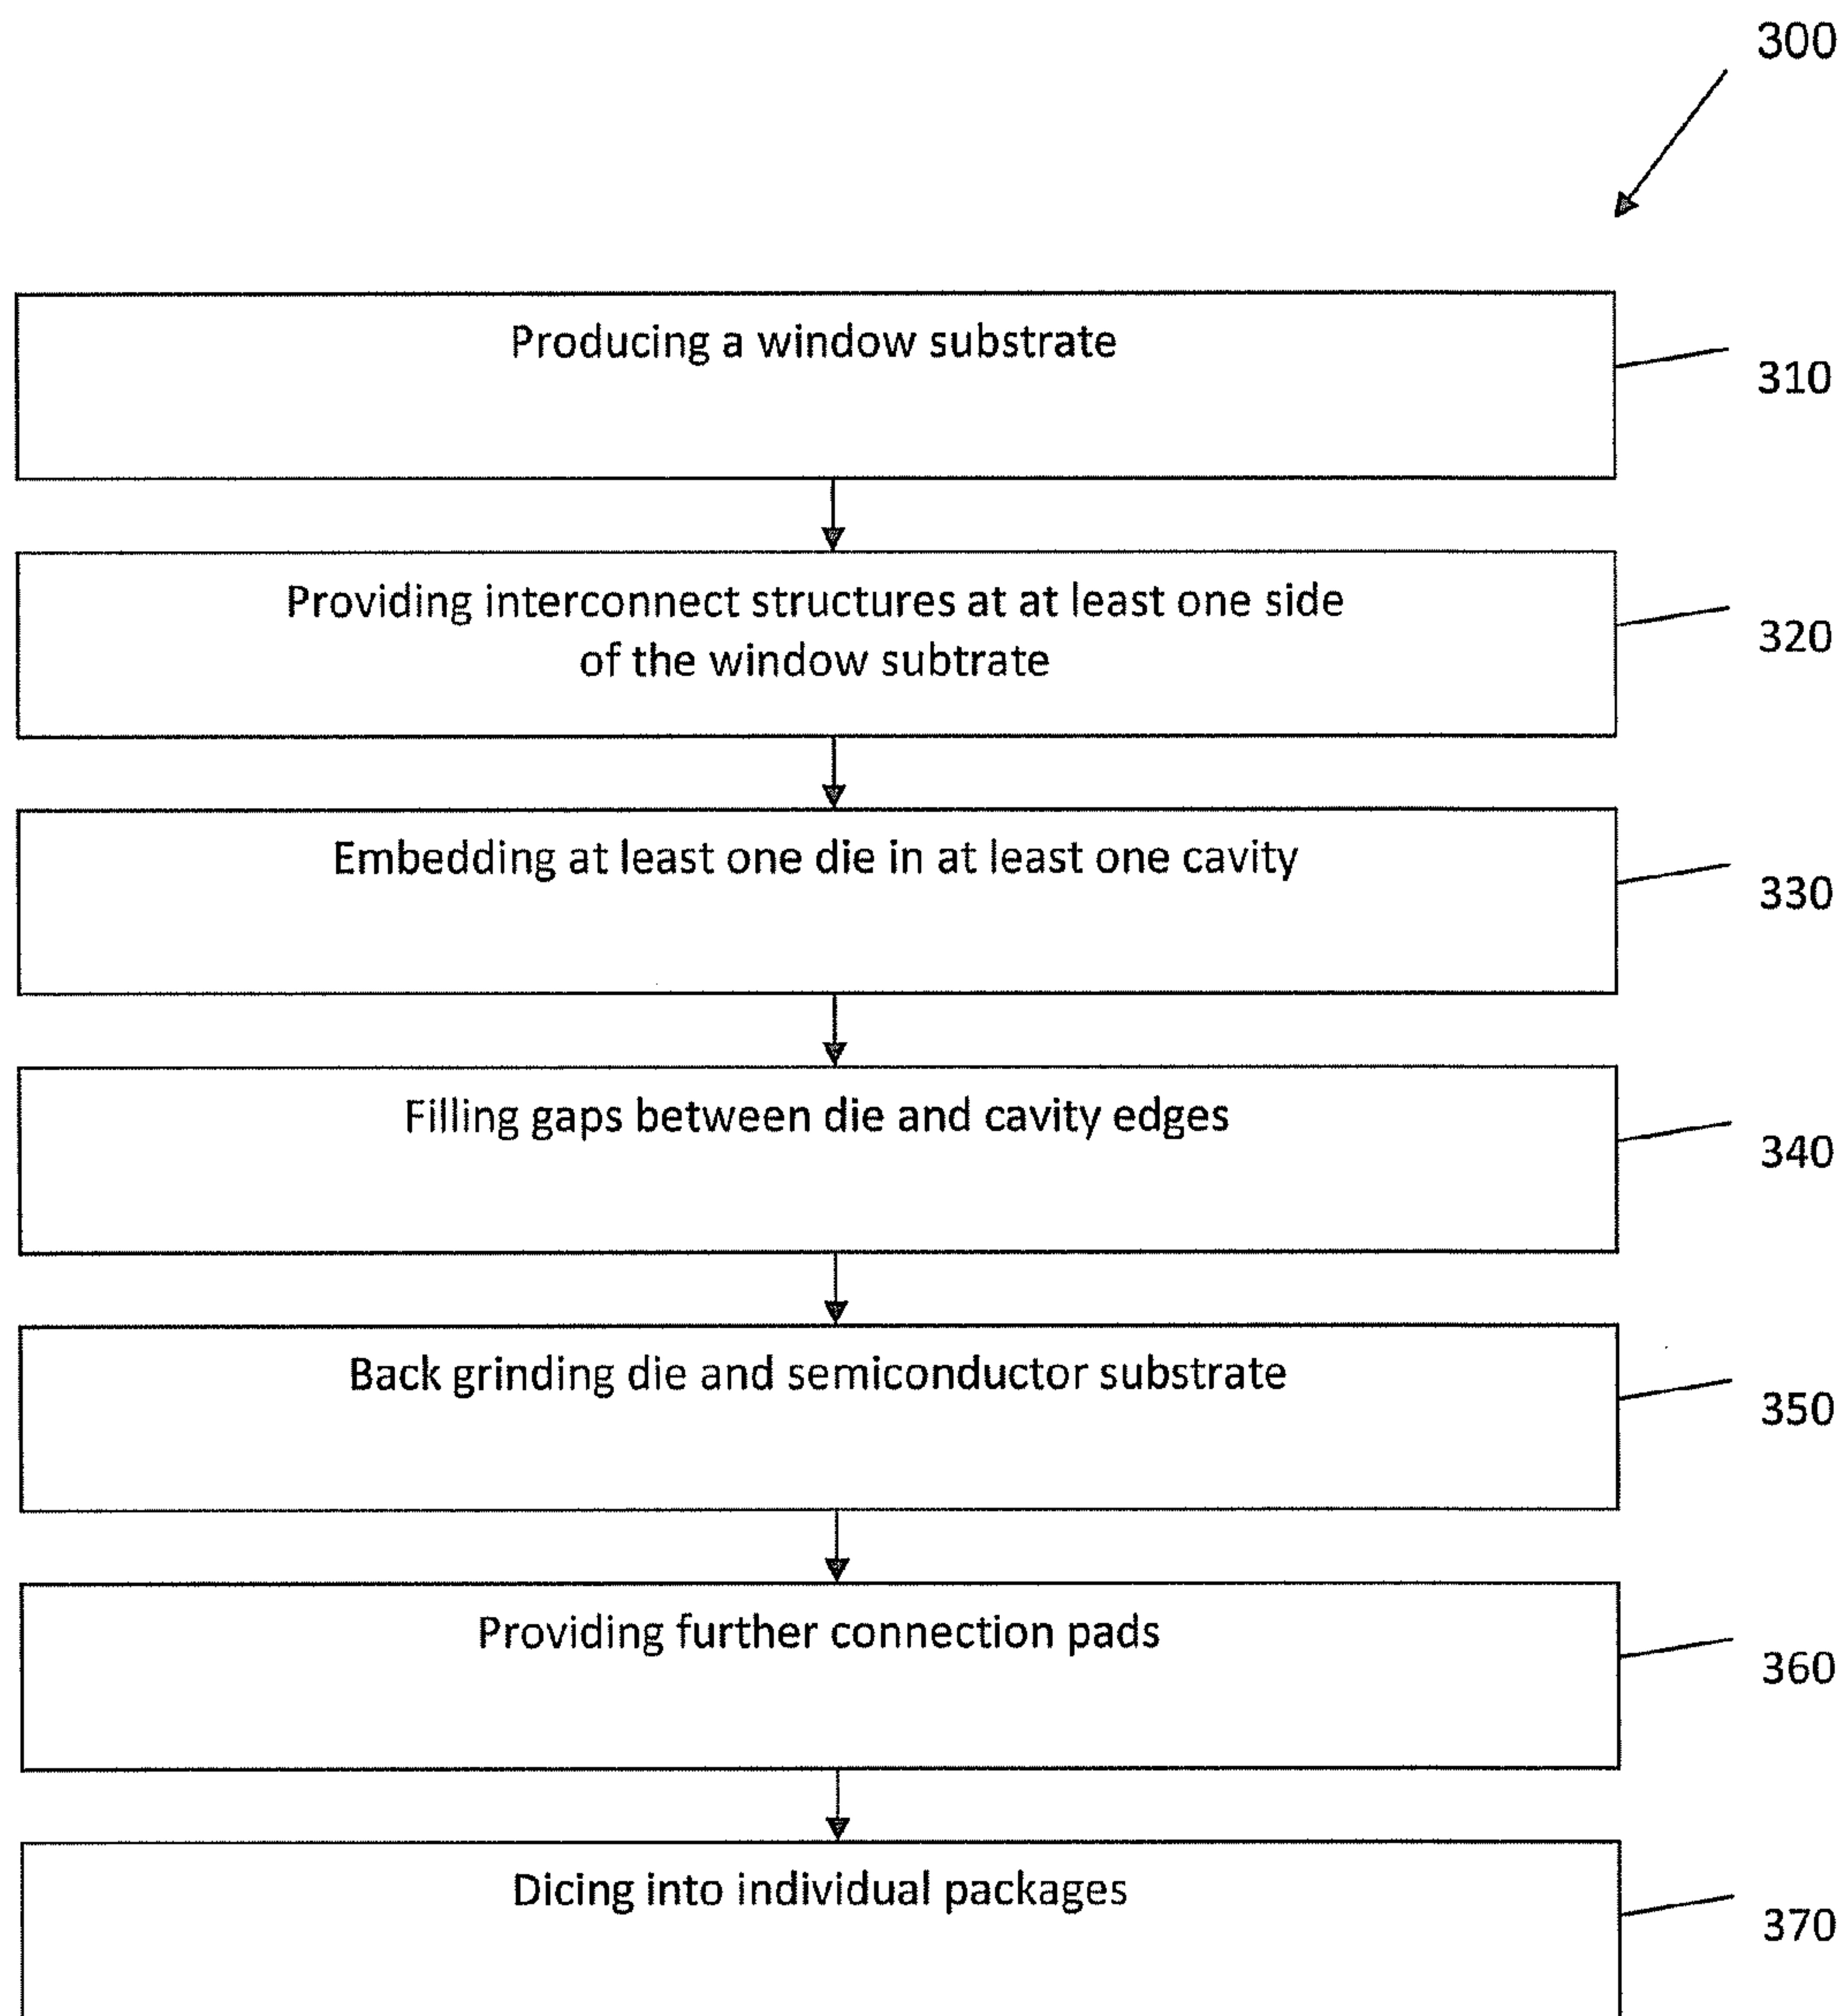 300
Producing a window substrate
310
Providing interconnect structures at at least one side
of the window subtrate
320
Embedding at least one die in at least one cavity
330
Filling gaps between die and cavity edges
340
Back grinding die and semiconductor substrate
350
Providing further connection pads
360
Dicing into individual packages
370